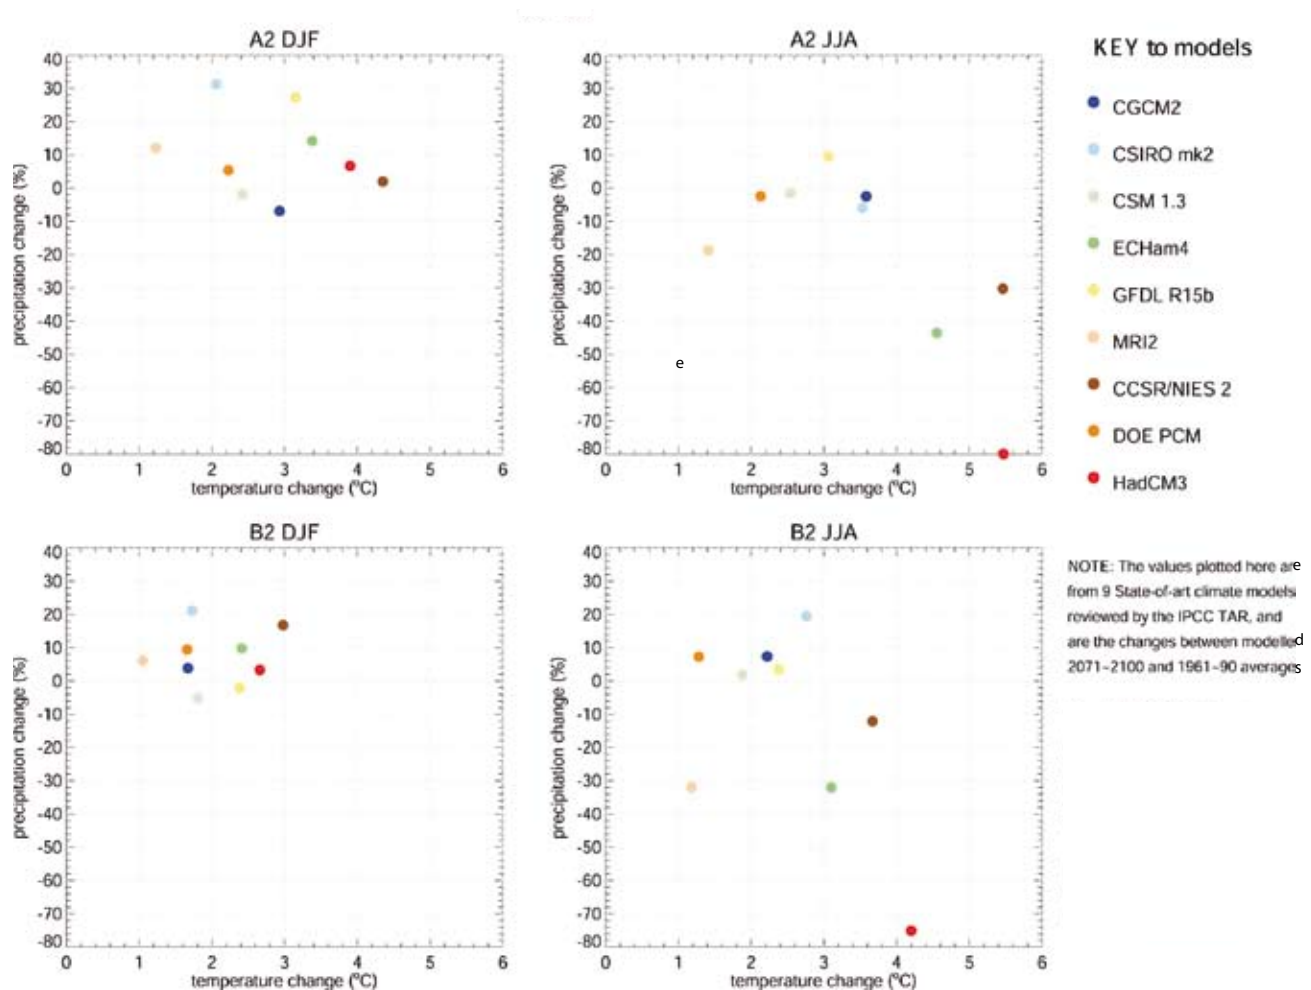 A2 DJF
40
30
20
10
0
-10
-20
-30
-40
-50
-60
-70
-80
precipitation change (%)
0 1 2 3 4 5 6
temperature change (ºC)
A2 JJA
40
30
20
10
0
-10
-20
-30
-40
-50
-60
-70
-80
precipitation change (%)
e
0 1 2 3 4 5 6
temperature change (ºC)
KEY to models
CGCM2
CSIRO mk2
CSM 1.3
ECHam4
GFDL R15b
MRI2
CCSR/NIES 2
DOE PCM
HadCM3
B2 DJF
40
30
20
10
0
-10
-20
-30
-40
-50
-60
-70
-80
precipitation change (%)
0 1 2 3 4 5 6
temperature change (ºC)
B2 JJA
40
30
20
10
0
-10
-20
-30
-40
-50
-60
-70
-80
precipitation change (%)
0 1 2 3 4 5 6
temperature change (ºC)
NOTE: The values plotted here are
from 9 State-of-art climate models
reviewed by the IPCC TAR, and
are the changes between modelled
2071-2100 and 1961-90 averages